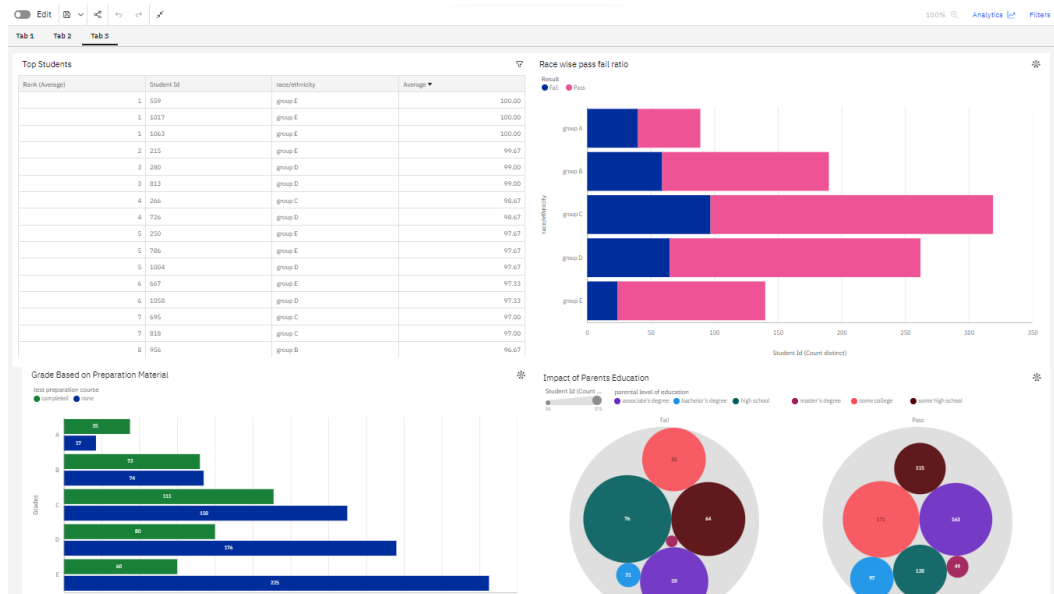 Edit
100%
Analytics
Filters
Tab 1 Tab 2 Tab 3
Top Students
Rank (Average) Student Id race/ethnicity Average
1 559 group E 100.00
1 1017 group E 100.00
1 1063 group E 100.00
2 215 group E 99.67
3 280 group D 99.00
3 813 group D 99.00
4 266 group C 98.67
4 726 group D 98.67
5 250 group E 97.67
5 786 group E 97.67
5 1004 group D 97.67
6 667 group E 97.33
6 1058 group D 97.33
7 695 group C 97.00
7 818 group C 97.00
8 956 group B 96.67
Race wise pass fail ratio
Result
Fail Pass
race/ethnicity
group A
group B
group C
group D
group E
0 50 100 150 200 250 300 350
Student Id (Count distinct)
Grade Based on Preparation Material
test preparation course
completed none
Grades
A 35
17
B 72
74
C 111
150
D 80
176
E 60
225
Impact of Parents Education
Student Id (Count ...
parental level of education
associate's degree bachelor's degree high school master's degree some college some high school
Fail
76
64
21
59
Pass
115
171
163
49
128
97